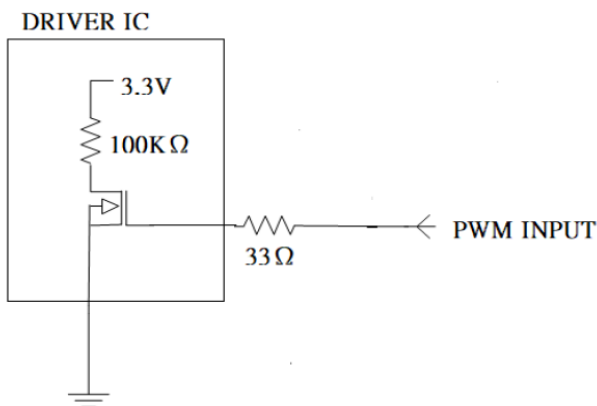 DRIVER IC
3.3V
100KΩ
PWM INPUT
33Ω